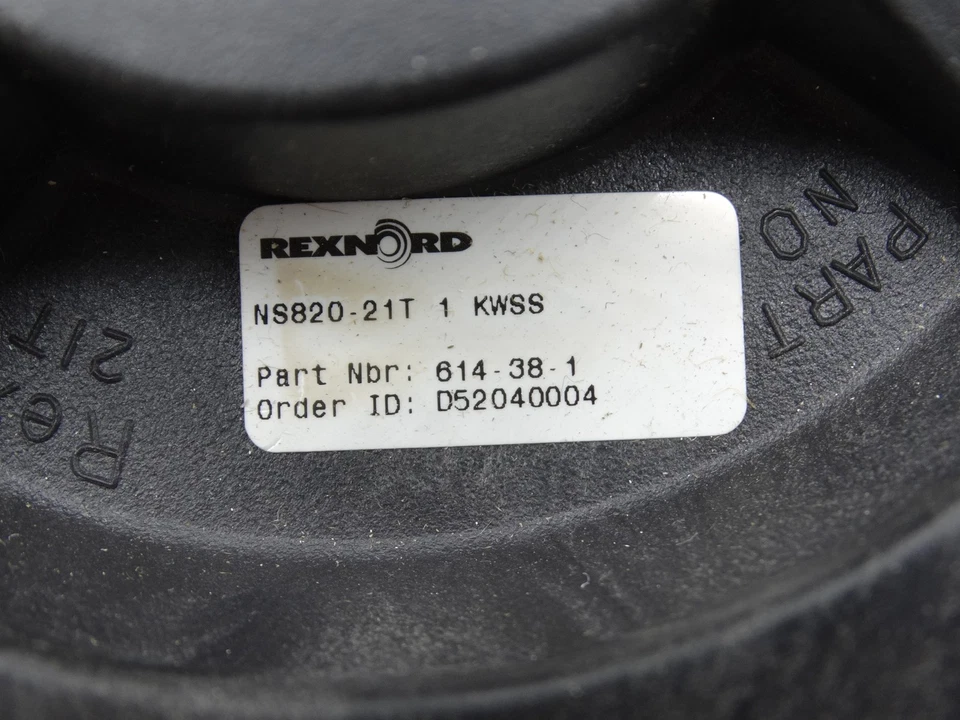 REXNORD
NS820-21T 1 KWSS
Part Nbr: 614-38-1
Order ID: D52040004
PART
NO
21T